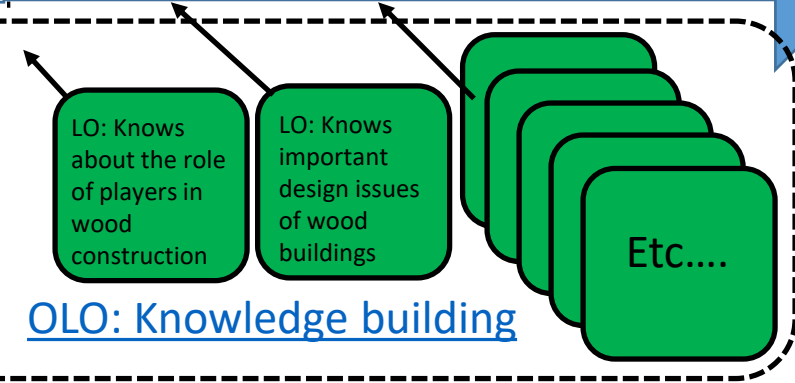 LO: Knows
about the role
of players in
wood
construction
LO: Knows
important
design issues
of wood
buildings
Etc....
OLO: Knowledge building